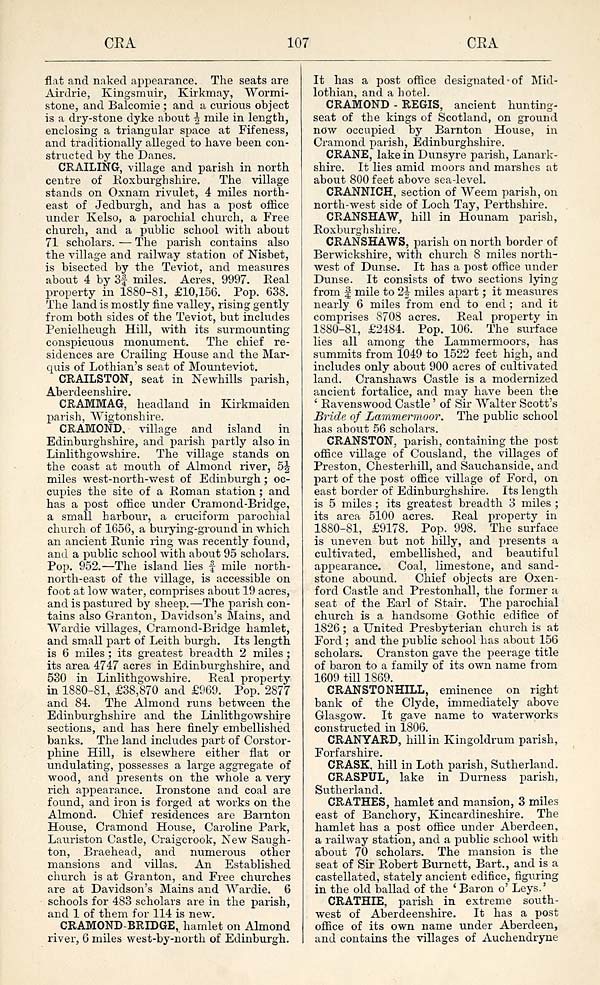 CRA 107 CRA
flat and naked appearance. The seats are
Airdrie, Kingsmuir, Kirkmay, Wormi-
stone, and Balcomie; and a curious object
is a dry-stone dyke about ½ mile in length,
enclosing a triangular space at Fifeness,
and traditionally alleged to have been con-
structed by the Danes.
CRAILING, village and parish in north
centre of Roxburghshire. The village
stands on Oxnam rivulet, 4 miles north-
east of Jedburgh, and has a post office
under Kelso, a parochial church, a Free
church, and a public school with about
71 scholars. — The parish contains also
the village and railway station of Nisbet,
is bisected by the Teviot, and measures
about 4 by 3¾ miles. Acres, 9997. Real
property in 1880-81, £10,156. Pop. 638.
The land is mostly fine valley, rising gently
from both sides of the Teviot, but includes
Penielheugh Hill, with its surmounting
conspicuous monument. The chief re-
sidences are Crailing House and the Mar-
quis of Lothian's seat of Mounteviot.
CRAILSTON, seat in Newhills parish,
Aberdeenshire.
CRAMMAG, headland in Kirkmaiden
parish, Wigtonshire.
CRAMOND, village and island in
Edinburghshire, and parish partly also in
Linlithgowshire. The village stands on
the coast at mouth of Almond river, 5½
miles west-north-west of Edinburgh; oc-
cupies the site of a Roman station; and
has a post office under Cramond-Bridge,
a small harbour, a cruciform parochial
church of 1656, a burying-ground in which
an ancient Runic ring was recently found,
and a public school with about 95 scholars.
Pop. 952.—The island lies ¾ mile north-
north-east of the village, is accessible on
foot at low water, comprises about 19 acres,
and is pastured by sheep.—The parish con-
tains also Granton, Davidson's Mains, and
Wardie villages, Cramond-Bridge hamlet,
and small part of Leith burgh. Its length
is 6 miles; its greatest breadth 2 miles;
its area 4747 acres in Edinburghshire, and
530 in Linlithgowshire. Real property
in 1880-81, £38,870 and £969. Pop. 2877
and 84. The Almond runs between the
Edinburghshire and the Linlithgowshire
sections, and has here finely embellished
banks. The land includes part of Corstor-
phine Hill, is elsewhere either flat or
undulating, possesses a large aggregate of
wood, and presents on the whole a very
rich appearance. Ironstone and coal are
found, and iron is forged at works on the
Almond. Chief residences are Barnton
House, Cramond House, Caroline Park,
Lauriston Castle, Craigcrook, New Saugh-
ton, Braehead, and numerous other
mansions and villas. An Established
church is at Granton, and Free churches
are at Davidson's Mains and Wardie. 6
schools for 483 scholars are in the parish,
and 1 of them for 114 is new.
CRAMOND-BRIDGE, hamlet on Almond
river, 6 miles west-by-north of Edinburgh.
It has a post office designated of Mid-
lothian, and a hotel.
CRAMOND-REGIS, ancient hunting-
seat of the kings of Scotland, on ground
now occupied by Barnton House, in
Cramond parish, Edinburghshire.
CRANE, lake in Dunsyre parish, Lanark-
shire. It lies amid moors and marshes at
about 800 feet above sea-level.
CRANNICH, section of Weem parish, on
north-west side of Loch Tay, Perthshire.
CRANSHAW, hill in Hounam parish,
Roxburghshire.
CRANSHAWS, parish on north border of
Berwickshire, with church 8 miles north-
west of Dunse. It has a post office under
Dunse. It consists of two sections lying
from ¾ mile to 2½ miles apart; it measures
nearly 6 miles from end to end; and it
comprises 8708 acres. Real property in
1880-81, £2484. Pop. 106. The surface
lies all among the Lammermoors, has
summits from 1049 to 1522 feet high, and
includes only about 900 acres of cultivated
land. Cranshaws Castle is a modernized
ancient fortalice, and may have been the
'Ravenswood Castle' of Sir Walter Scott's
Bride of Lammermoor. The public school
has about 56 scholars.
CRANSTON, parish, containing the post
office village of Cousland, the villages of
Preston, Chesterhill, and Sauchanside, and
part of the post office village of Ford, on
east border of Edinburghshire. Its length
is 5 miles; its greatest breadth 3 miles;
its area 5100 acres. Real property in
1880-81, £9178. Pop. 998. The surface
is uneven but not hilly, and presents a
cultivated, embellished, and beautiful
appearance. Coal, limestone, and sand-
stone abound. Chief objects are Oxen-
ford Castle and Prestonhall, the former a
seat of the Earl of Stair. The parochial
church is a handsome Gothic edifice of
1826; a United Presbyterian church is at
Ford; and the public school has about 156
scholars. Cranston gave the peerage title
of baron to a family of its own name from
1609 till 1869.
CRANSTONHILL, eminence on right
bank of the Clyde, immediately above
Glasgow. It gave name to waterworks
constructed in 1806.
CRANYARD, hill in Kingoldrum parish,
Forfarshire.
CRASK, hill in Loth parish, Sutherland.
CRASPUL, lake in Durness parish,
Sutherland.
CRATHES, hamlet and mansion, 3 miles
east of Banchory, Kincardineshire. The
hamlet has a post office under Aberdeen,
a railway station, and a public school with
about 70 scholars. The mansion is the
seat of Sir Robert Burnett, Bart., and is a
castellated, stately ancient edifice, figuring
in the old ballad of the 'Baron o' Leys.'
CRATHIE, parish in extreme south-
west of Aberdeenshire. It has a post
office of its own name under Aberdeen,
and contains the villages of Auchendryne